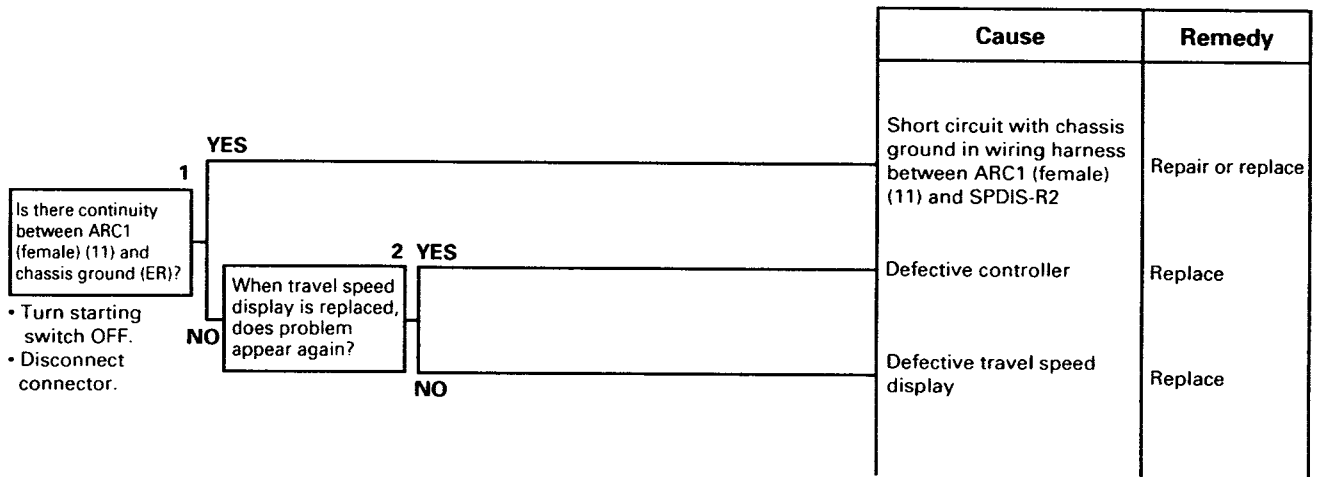 Cause
Remedy
YES
1
Is there continuity
between ARC1
(female) (11) and
chassis ground (ER)?
• Turn starting
switch OFF.
• Disconnect
connector.
NO
2 YES
When travel speed
display is replaced,
does problem
appear again?
NO
Short circuit with chassis
ground in wiring harness
between ARC1 (female)
(11) and SPDIS-R2
Repair or replace
Defective controller
Replace
Defective travel speed
display
Replace